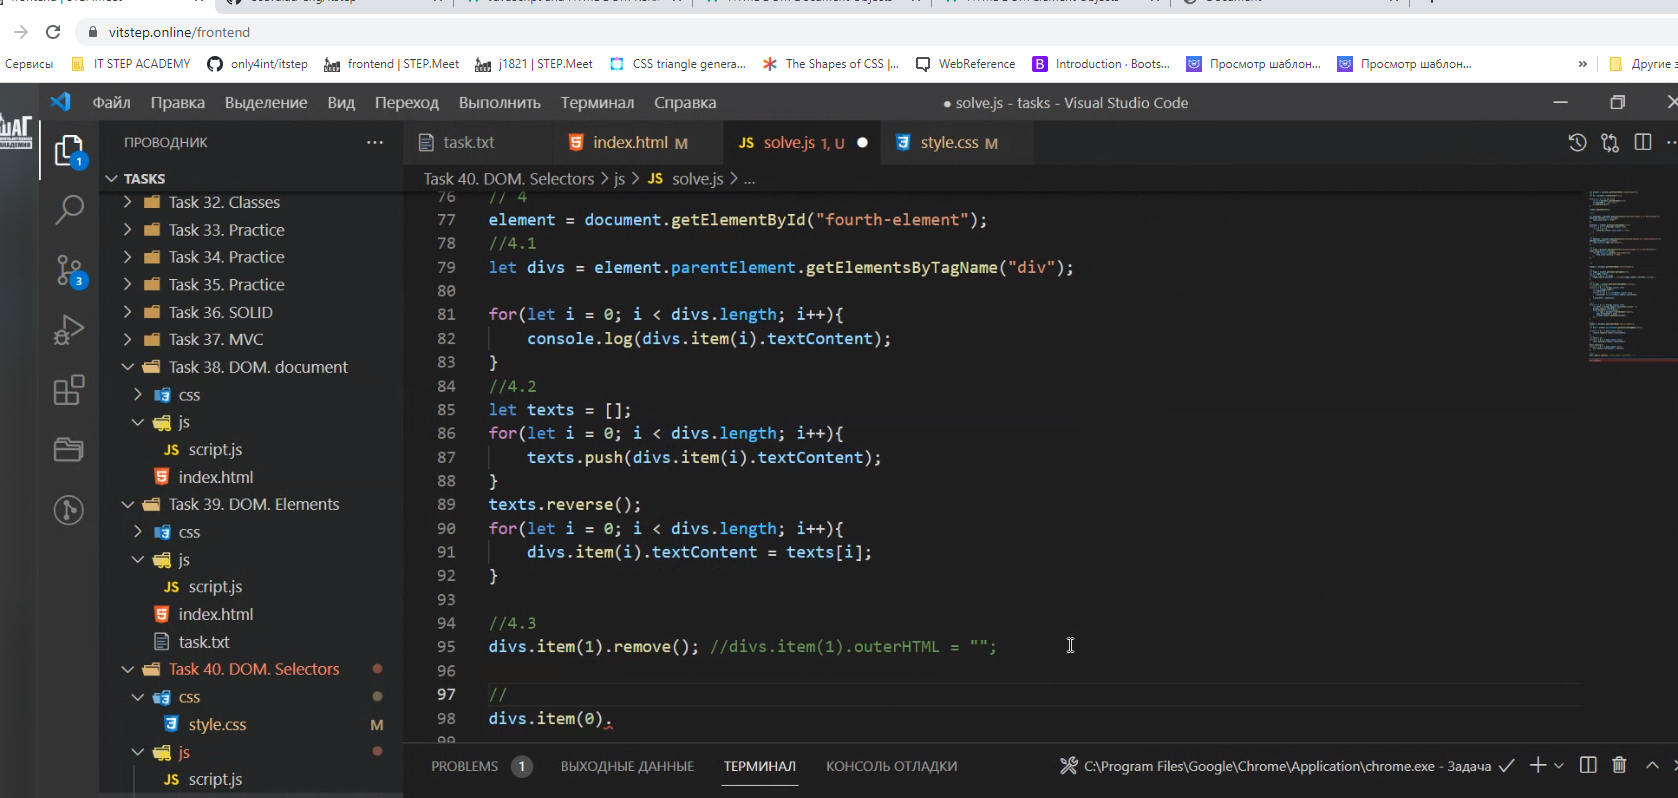 vitstep.online/frontend
Сервисы IT STEP ACADEMY only4int/itstep frontend | STEP.Meet j1821 | STEP.Meet CSS triangle genera... The Shapes of CSS |... WebReference Introduction · Boots... Просмотр шаблон... Просмотр шаблон... » Другие
ШАГ
Файл Правка Выделение Вид Переход Выполнить Терминал Справка ● solve.js - tasks - Visual Studio Code
ПРОВОДНИК ··· task.txt index.html M JS solve.js 1, U ● style.css M
1
TASKS
Task 40. DOM. Selectors > js > JS solve.js > ...
Task 32. Classes
Task 33. Practice
Task 34. Practice
Task 35. Practice
Task 36. SOLID
Task 37. MVC
Task 38. DOM. document
css
js
JS script.js
index.html
Task 39. DOM. Elements
css
js
JS script.js
index.html
task.txt
Task 40. DOM. Selectors
css
style.css M
js
JS script.js
3
76 // 4
77 element = document.getElementById("fourth-element");
78 //4.1
79 let divs = element.parentElement.getElementsByTagName("div");
80
81 for(let i = 0; i < divs.length; i++){
82 console.log(divs.item(i).textContent);
83 }
84 //4.2
85 let texts = [];
86 for(let i = 0; i < divs.length; i++){
87 texts.push(divs.item(i).textContent);
88 }
89 texts.reverse();
90 for(let i = 0; i < divs.length; i++){
91 divs.item(i).textContent = texts[i];
92 }
93
94 //4.3
95 divs.item(1).remove(); //divs.item(1).outerHTML = "";
96
97 //
98 divs.item(0).
99
PROBLEMS 1 ВЫХОДНЫЕ ДАННЫЕ ТЕРМИНАЛ КОНСОЛЬ ОТЛАДКИ C:\Program Files\Google\Chrome\Application\chrome.exe - Задача